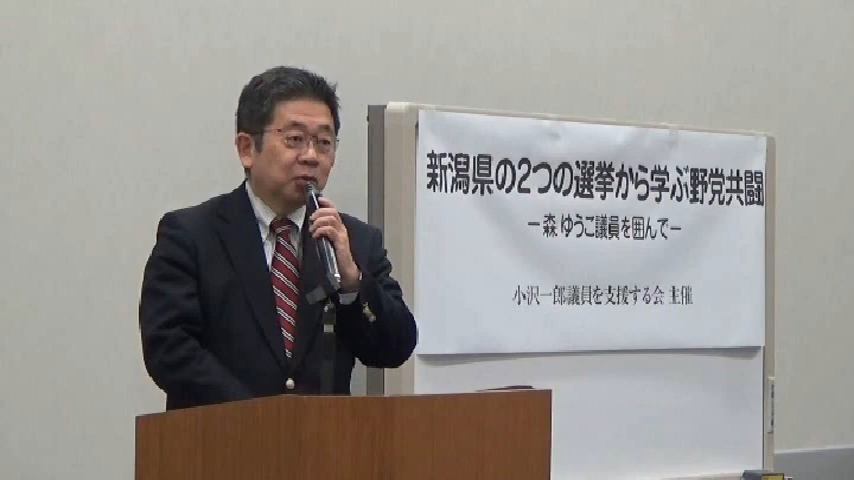 新潟県の2つの選挙から学ぶ野党共闘
－森 ゆうこ議員を囲んで－
小沢一郎議員を支援する会 主催